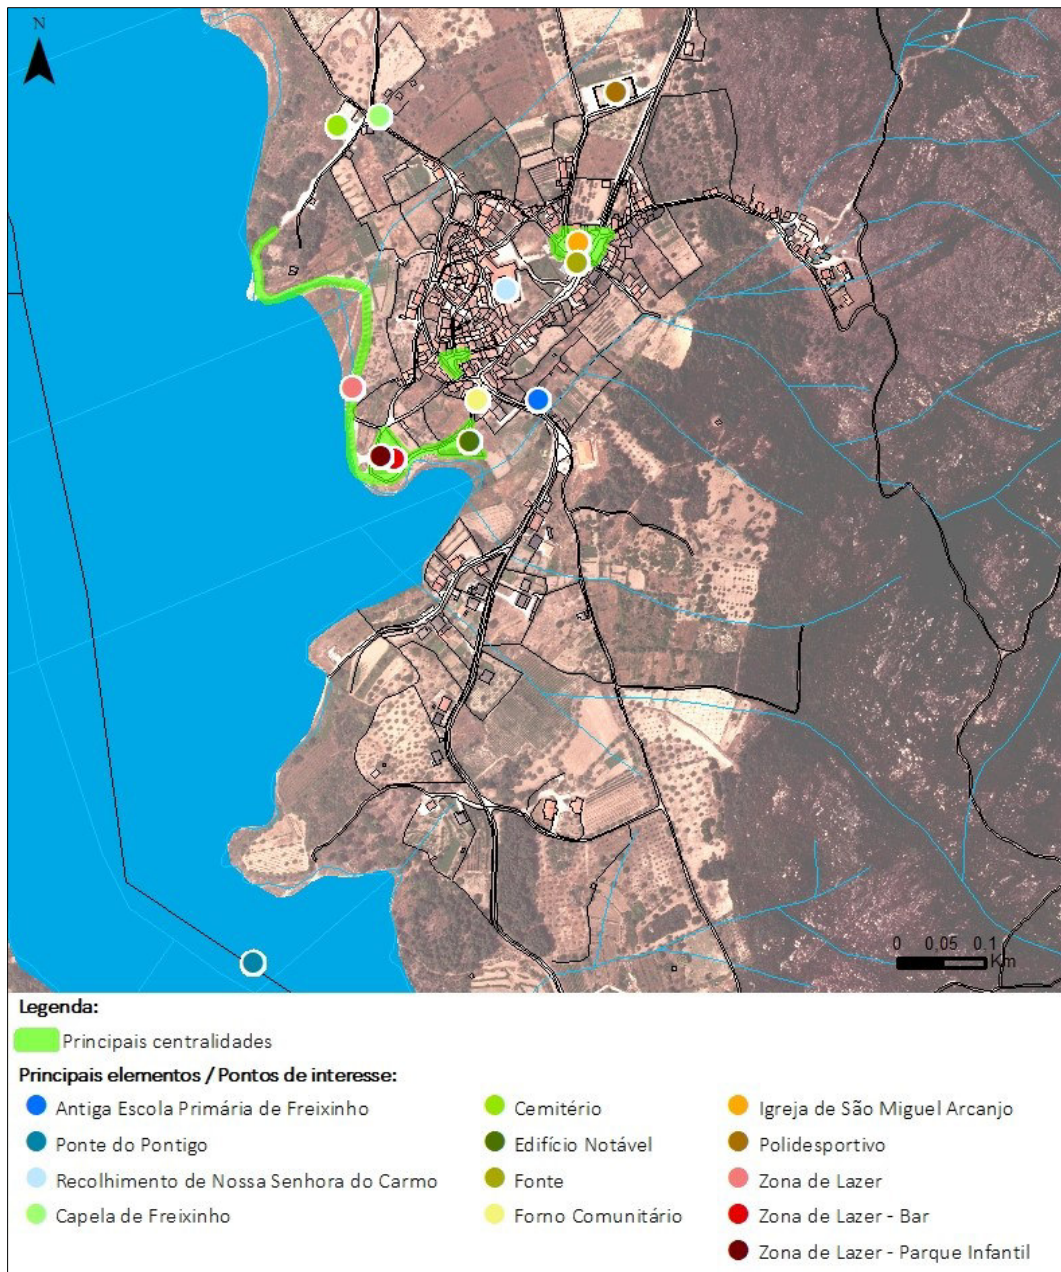 N
0 0,05 0,1
Km
Legenda:
Principais centralidades
Principais elementos / Pontos de interesse:
Antiga Escola Primária de Freixinho
Ponte do Pontigo
Recolhimento de Nossa Senhora do Carmo
Capela de Freixinho
Cemitério
Edifício Notável
Fonte
Forno Comunitário
Igreja de São Miguel Arcanjo
Polidesportivo
Zona de Lazer
Zona de Lazer - Bar
Zona de Lazer - Parque Infantil